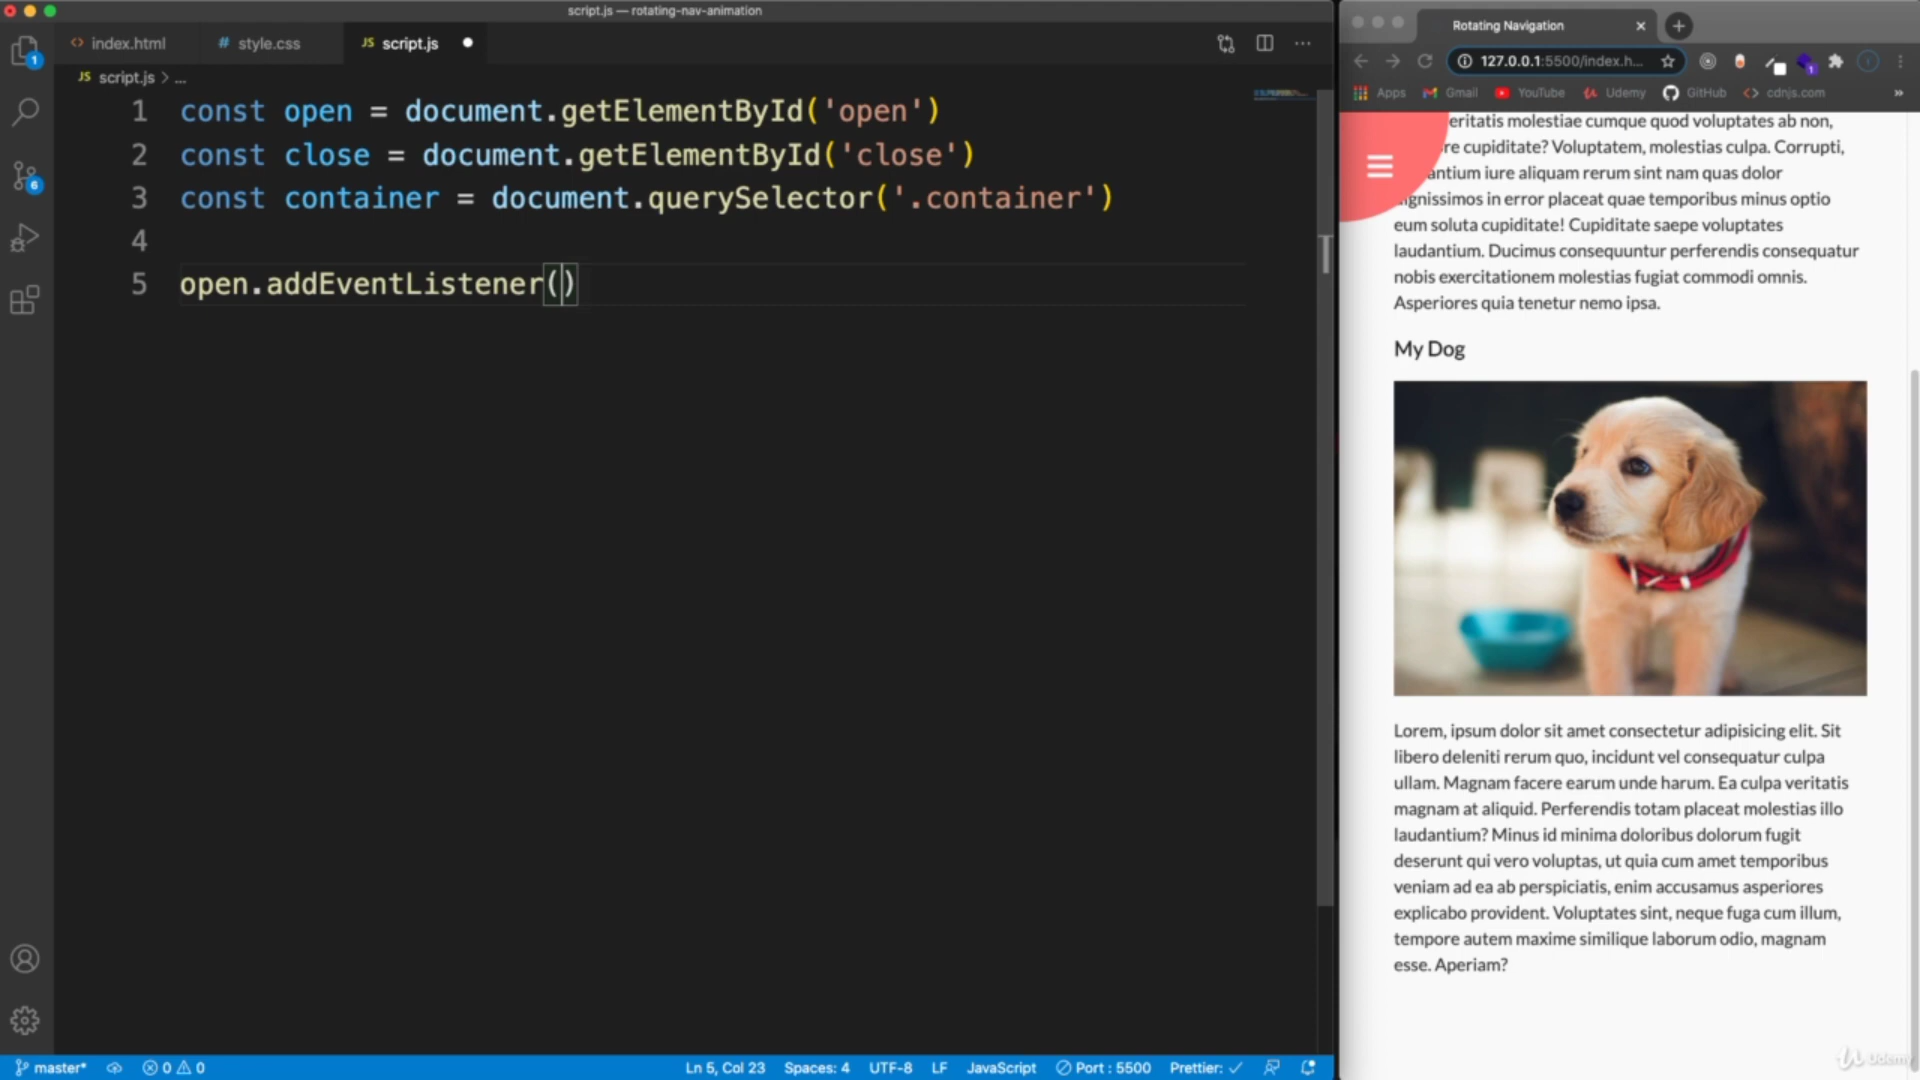 script.js — rotating-nav-animation
index.html
# style.css
JS script.js
JS script.js > ...
1 const open = document.getElementById('open')
2 const close = document.getElementById('close')
3 const container = document.querySelector('.container')
4
5 open.addEventListener()
master*
0 0
Ln 5, Col 23
Spaces: 4
UTF-8
LF
JavaScript
Port : 5500
Prettier: ✓
1
6
Rotating Navigation
127.0.0.1:5500/index.h...
1
Apps
Gmail
YouTube
Udemy
GitHub
cdnjs.com
»
eritatis molestiae cumque quod voluptates ab non,
re cupiditate? Voluptatem, molestias culpa. Corrupti,
antium iure aliquam rerum sint nam quas dolor
ignissimos in error placeat quae temporibus minus optio
eum soluta cupiditate! Cupiditate saepe voluptates
laudantium. Ducimus consequuntur perferendis consequatur
nobis exercitationem molestias fugiat commodi omnis.
Asperiores quia tenetur nemo ipsa.
My Dog
Lorem, ipsum dolor sit amet consectetur adipisicing elit. Sit
libero deleniti rerum quo, incidunt vel consequatur culpa
ullam. Magnam facere earum unde harum. Ea culpa veritatis
magnam at aliquid. Perferendis totam placeat molestias illo
laudantium? Minus id minima doloribus dolorum fugit
deserunt qui vero voluptas, ut quia cum amet temporibus
veniam ad ea ab perspiciatis, enim accusamus asperiores
explicabo provident. Voluptates sint, neque fuga cum illum,
tempore autem maxime similique laborum odio, magnam
esse. Aperiam?
Udemy